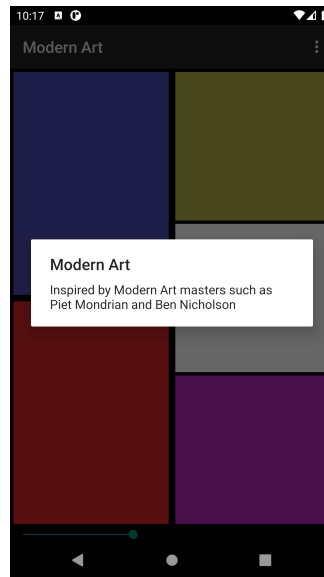 10:17
Modern Art
Modern Art
Inspired by Modern Art masters such as
Piet Mondrian and Ben Nicholson